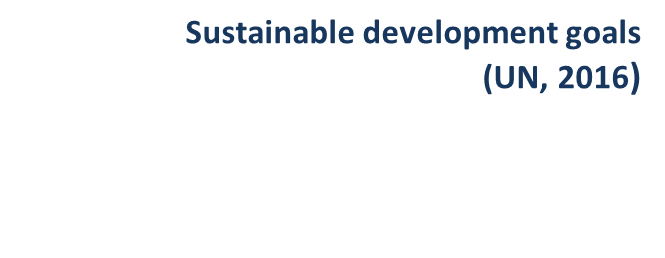 Sustainable development goals
(UN, 2016)